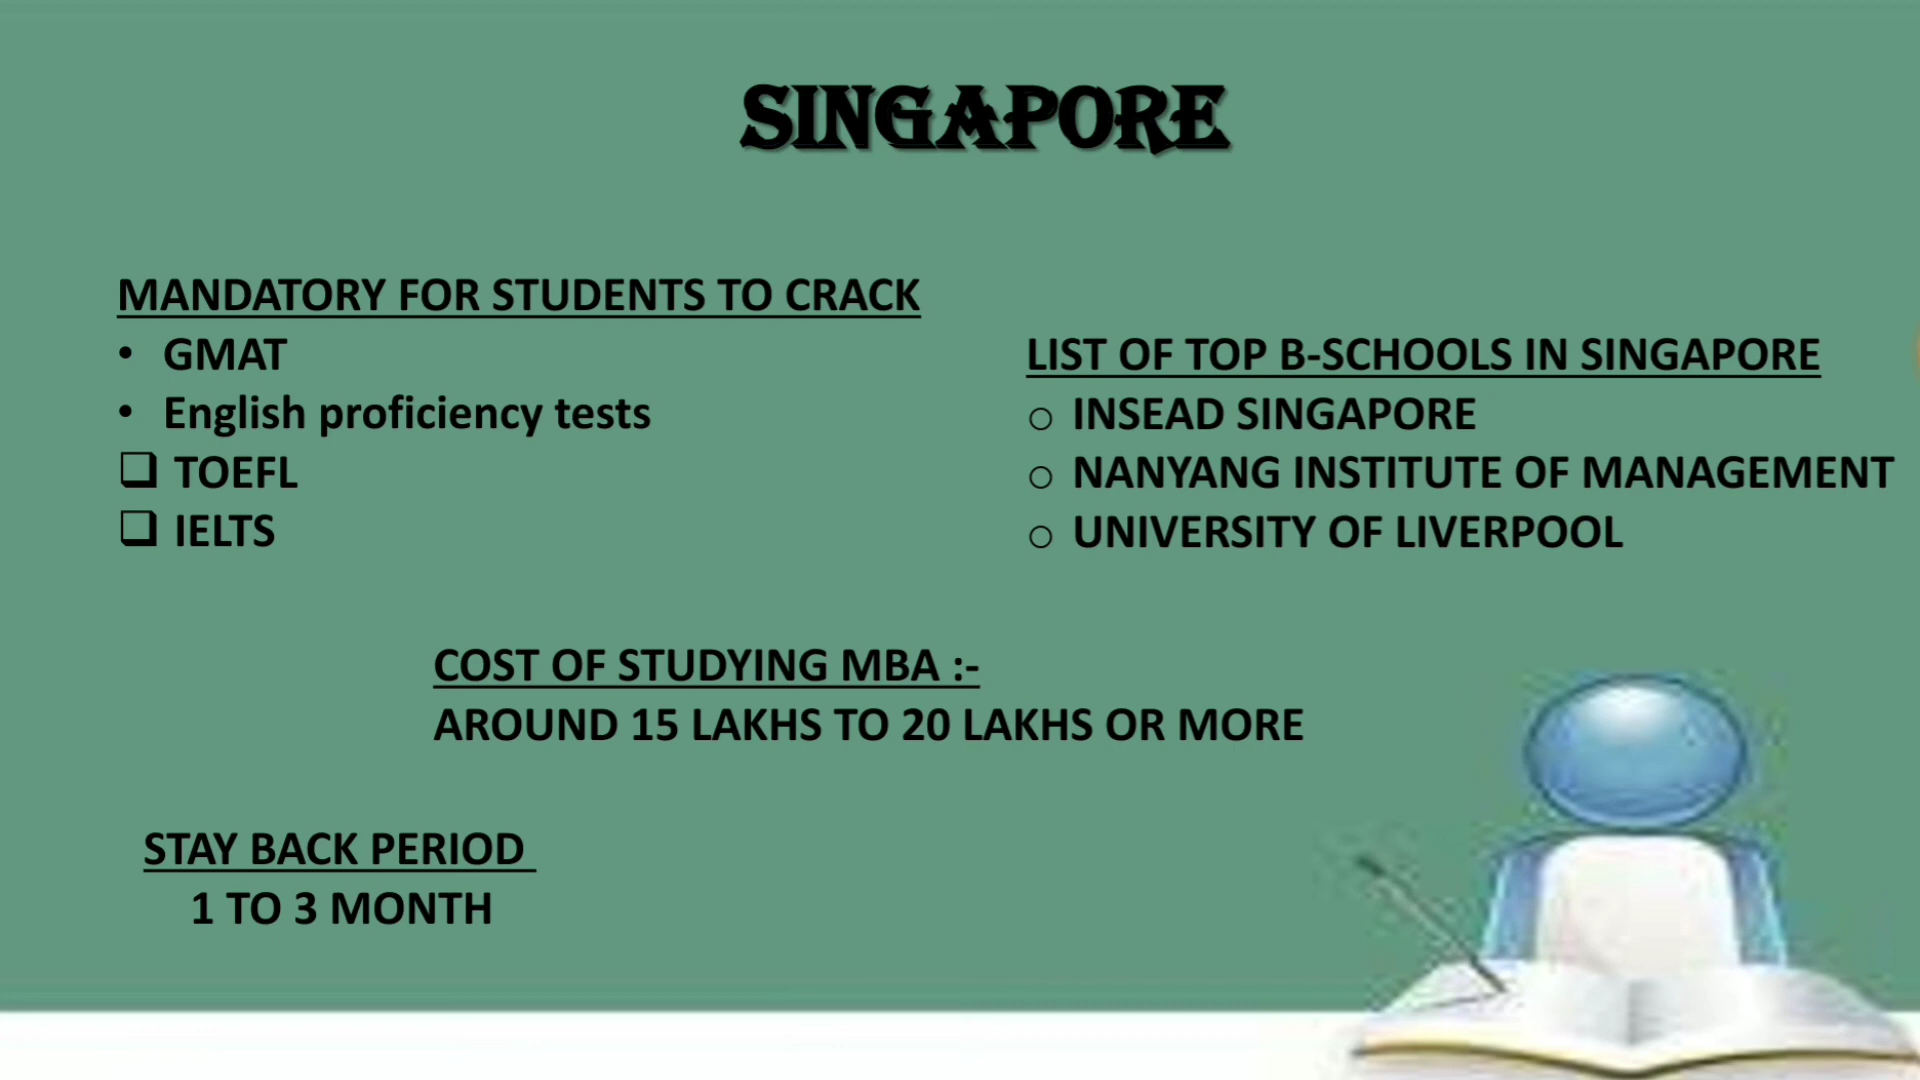 SINGAPORE
MANDATORY FOR STUDENTS TO CRACK
• GMAT
• English proficiency tests
❑ TOEFL
❑ IELTS
LIST OF TOP B-SCHOOLS IN SINGAPORE
o INSEAD SINGAPORE
o NANYANG INSTITUTE OF MANAGEMENT
o UNIVERSITY OF LIVERPOOL
COST OF STUDYING MBA :-
AROUND 15 LAKHS TO 20 LAKHS OR MORE
STAY BACK PERIOD
1 TO 3 MONTH